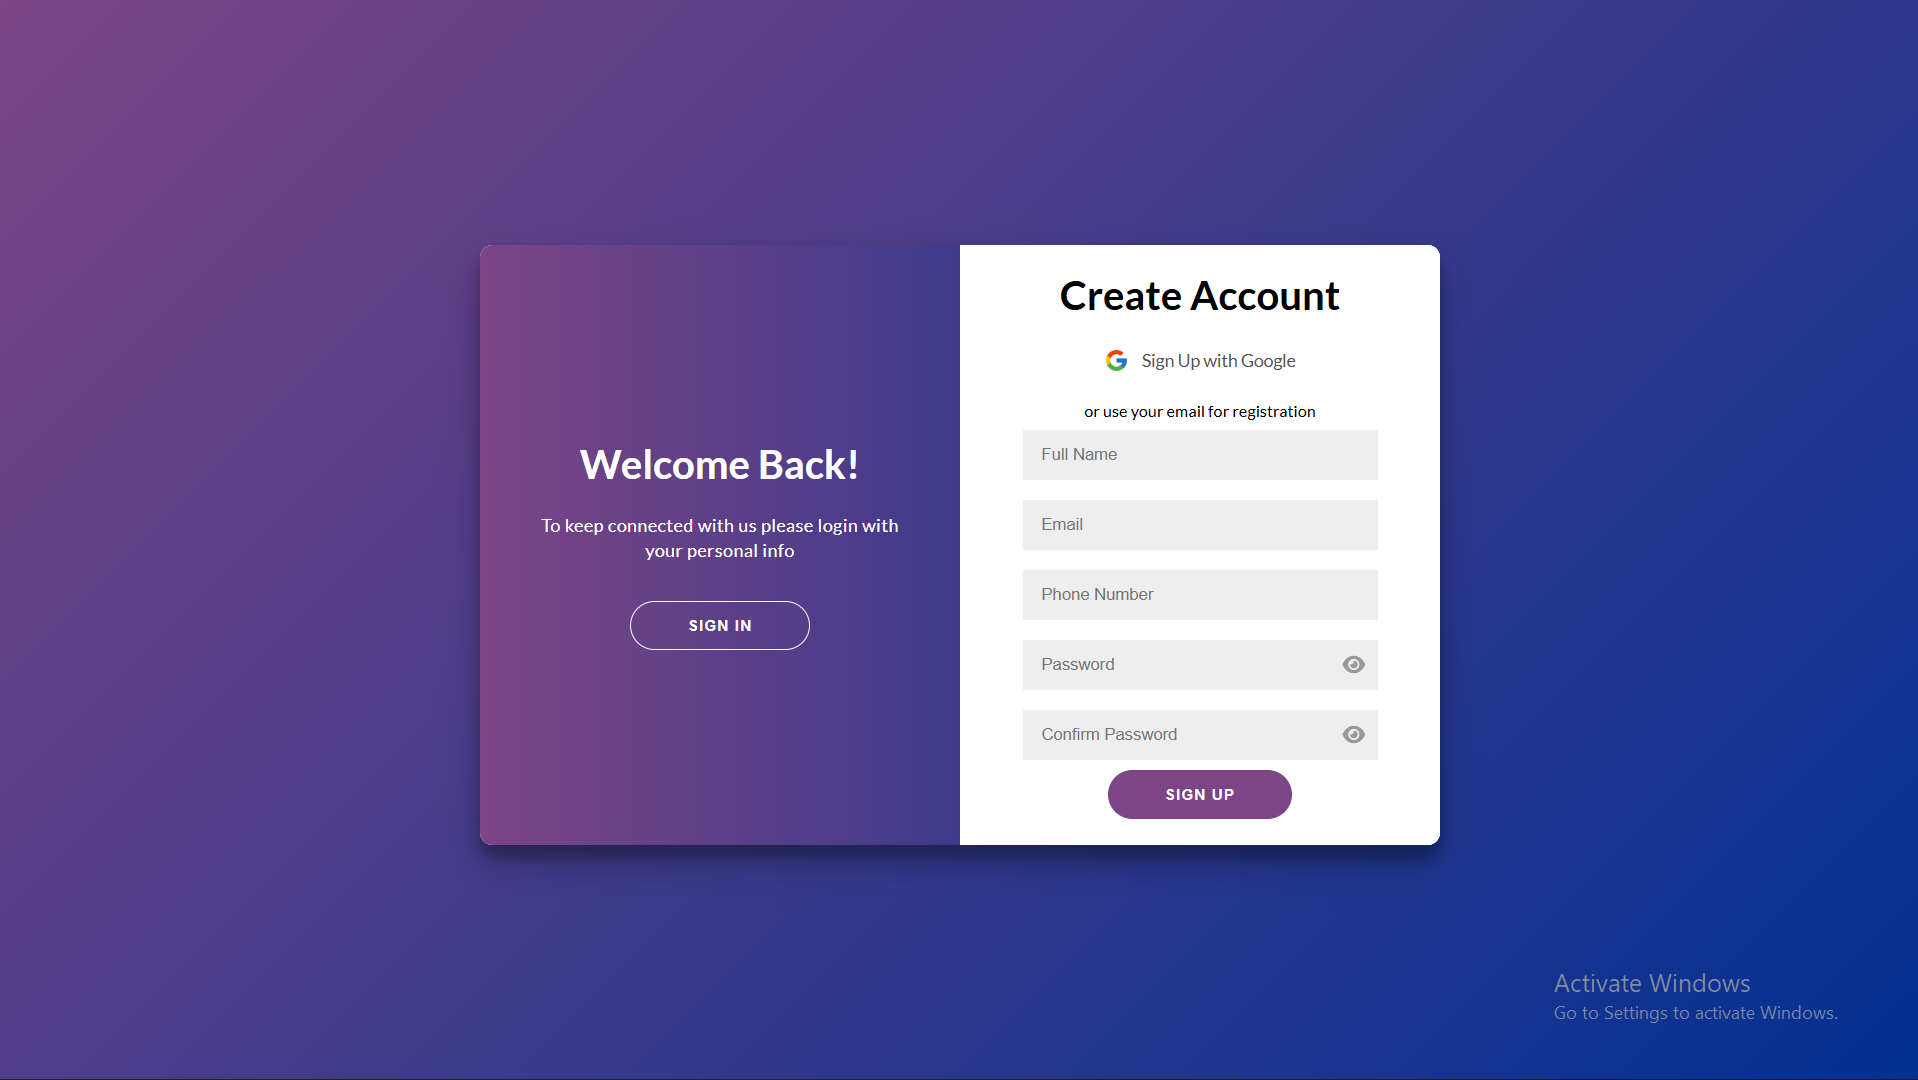 Welcome Back!
To keep connected with us please login with
your personal info
SIGN IN
Create Account
Sign Up with Google
or use your email for registration
Full Name
Email
Phone Number
Password
Confirm Password
SIGN UP
Activate Windows
Go to Settings to activate Windows.